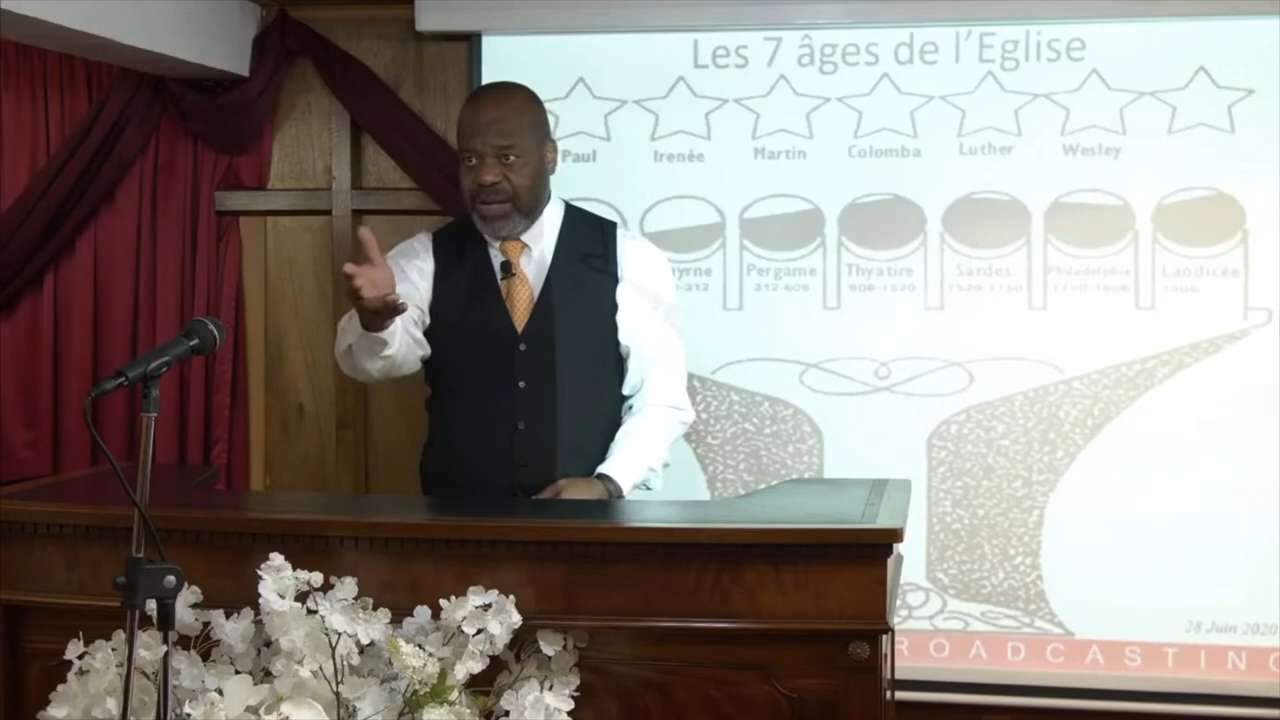 Les 7 âges de l'Eglise
Paul Irenée Martin Colomba Luther Wesley
Pergame Thyatire Sardes Philadelphie Laodicée
312-606 606-1520
28 Juin 2020
ROADCASTING